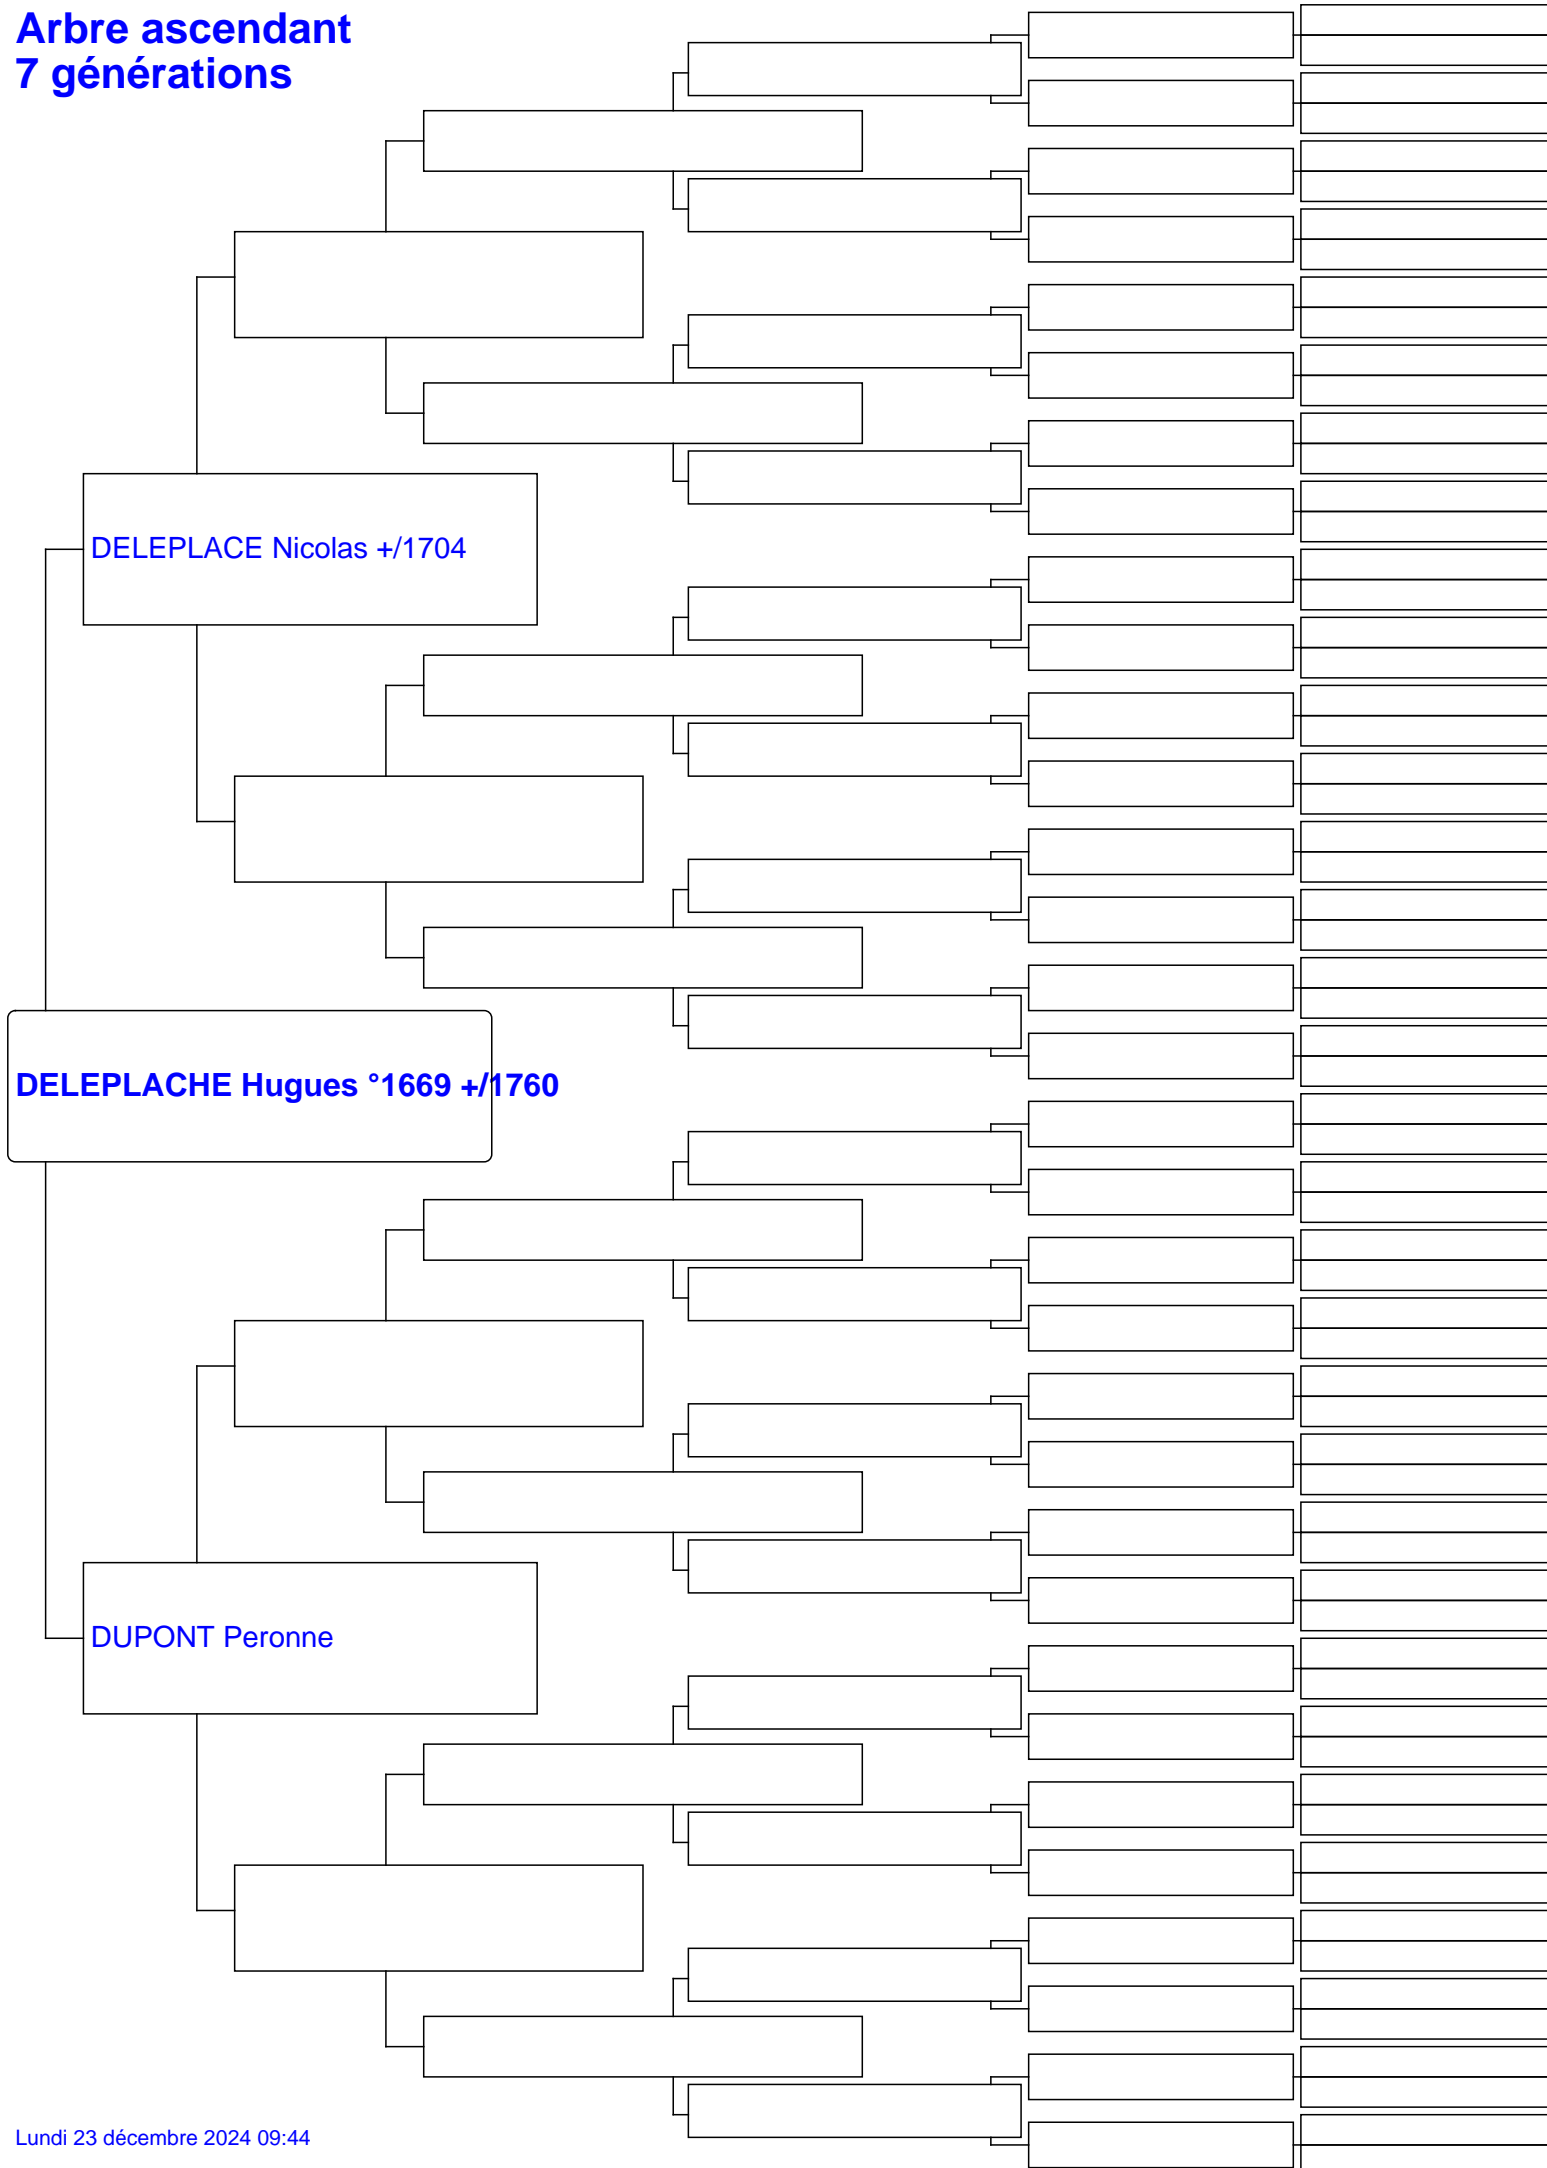 Arbre ascendant
7 générations
DELEPLACE Nicolas +/1704
DELEPLACHE Hugues °1669 +/1760
DUPONT Peronne
Lundi 23 décembre 2024 09:44